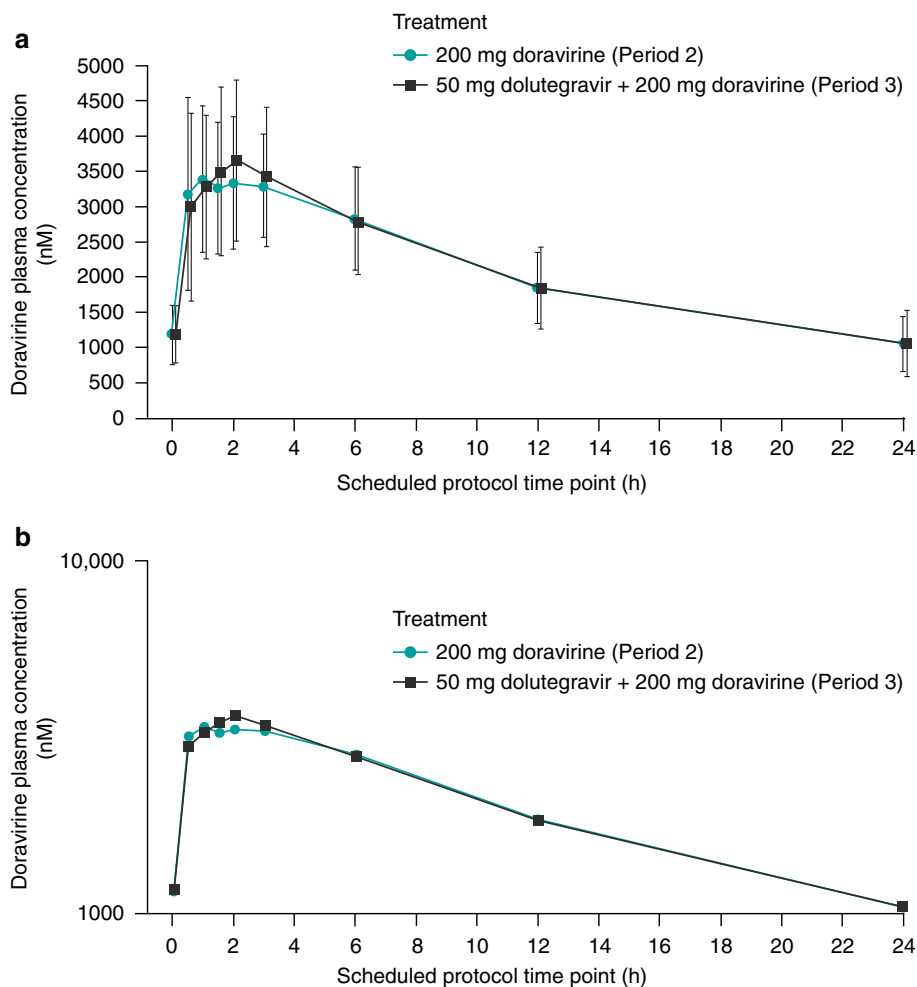 a
Treatment
200 mg doravirine (Period 2)
50 mg dolutegravir + 200 mg doravirine (Period 3)
Doravirine plasma concentration
(nM)
5000
4500
4000
3500
3000
2500
2000
1500
1000
500
0
0 2 4 6 8 10 12 14 16 18 20 22 24
Scheduled protocol time point (h)
b
Treatment
200 mg doravirine (Period 2)
50 mg dolutegravir + 200 mg doravirine (Period 3)
Doravirine plasma concentration
(nM)
10,000
1000
0 2 4 6 8 10 12 14 16 18 20 22 24
Scheduled protocol time point (h)